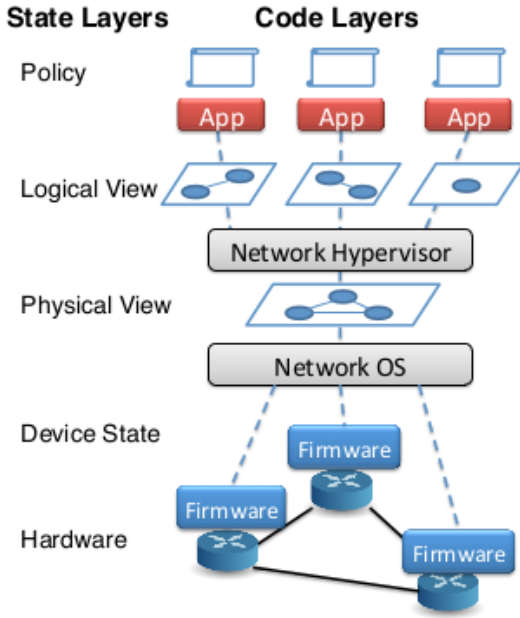 State Layers Code Layers
Policy
App App App
Logical View
Network Hypervisor
Physical View
Network OS
Device State
Firmware
Firmware
Hardware
Firmware